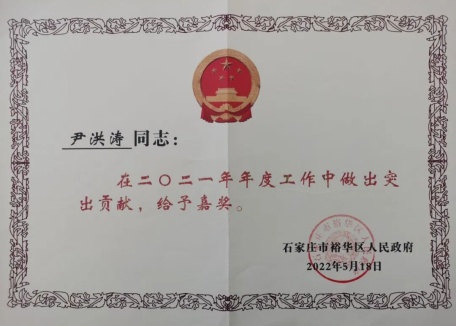 尹洪涛 同志：
在二〇二一年年度工作中做出突
出贡献，给予嘉奖。
石家庄市裕华区人民政府
2022年5月18日